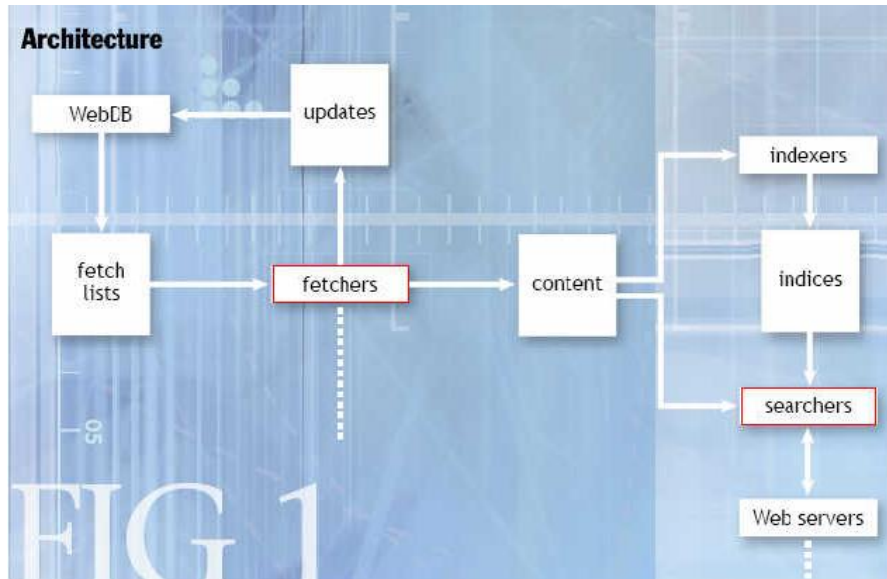 Architecture
WebDB
updates
indexers
fetch
lists
fetchers
content
indices
searchers
05
Web servers
FIG 1